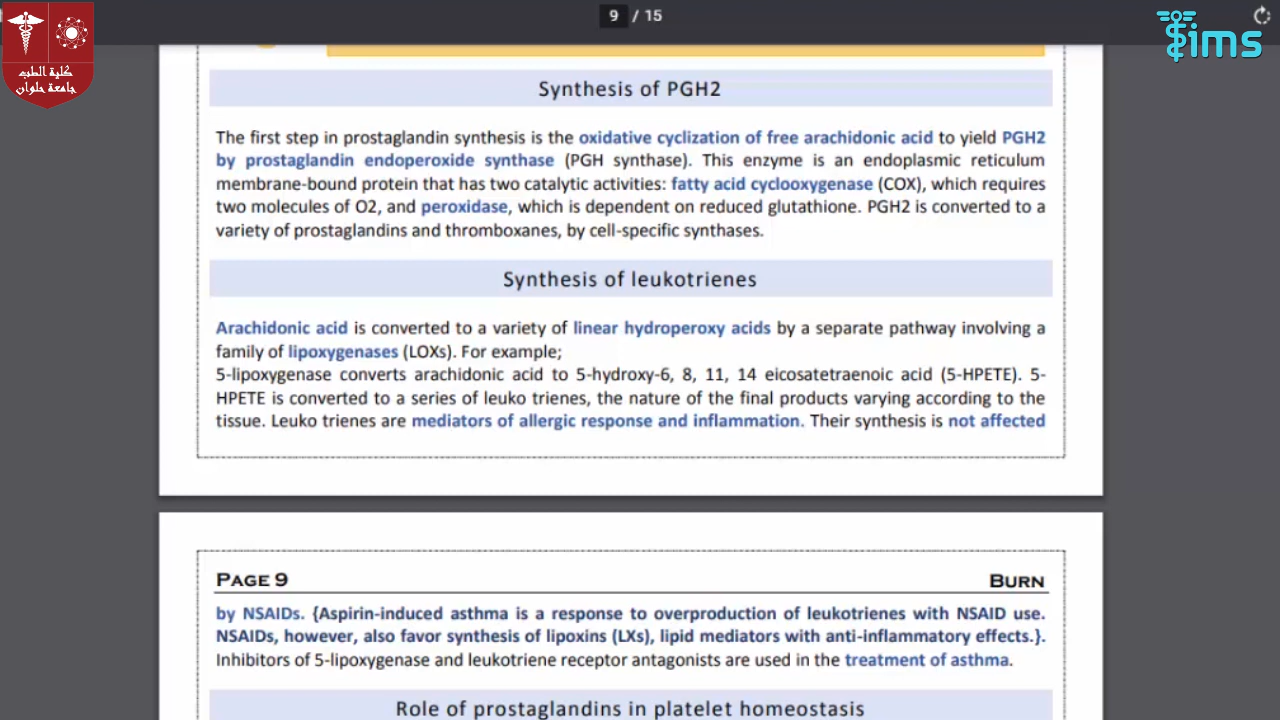 9 / 15
كلية الطب
جامعة حلوان
ims
Synthesis of PGH2
The first step in prostaglandin synthesis is the oxidative cyclization of free arachidonic acid to yield PGH2
by prostaglandin endoperoxide synthase (PGH synthase). This enzyme is an endoplasmic reticulum
membrane-bound protein that has two catalytic activities: fatty acid cyclooxygenase (COX), which requires
two molecules of O2, and peroxidase, which is dependent on reduced glutathione. PGH2 is converted to a
variety of prostaglandins and thromboxanes, by cell-specific synthases.
Synthesis of leukotrienes
Arachidonic acid is converted to a variety of linear hydroperoxy acids by a separate pathway involving a
family of lipoxygenases (LOXs). For example;
5-lipoxygenase converts arachidonic acid to 5-hydroxy-6, 8, 11, 14 eicosatetraenoic acid (5-HPETE). 5-
HPETE is converted to a series of leuko trienes, the nature of the final products varying according to the
tissue. Leuko trienes are mediators of allergic response and inflammation. Their synthesis is not affected
PAGE 9
BURN
by NSAIDs. {Aspirin-induced asthma is a response to overproduction of leukotrienes with NSAID use.
NSAIDs, however, also favor synthesis of lipoxins (LXs), lipid mediators with anti-inflammatory effects.}.
Inhibitors of 5-lipoxygenase and leukotriene receptor antagonists are used in the treatment of asthma.
Role of prostaglandins in platelet homeostasis